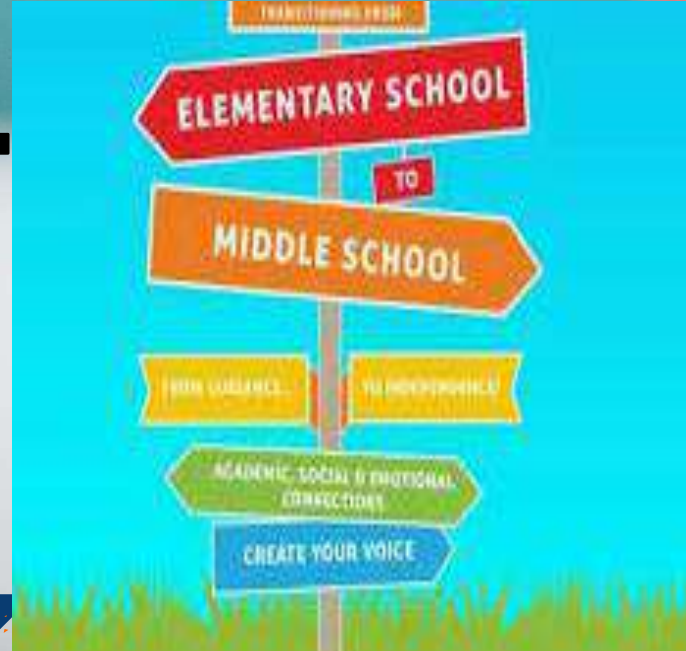 TRANSITIONING FROM
ELEMENTARY SCHOOL
TO
MIDDLE SCHOOL
FROM GUIDANCE...
TO INDEPENDENCE!
ACADEMIC, SOCIAL & EMOTIONAL
CONNECTIONS
CREATE YOUR VOICE